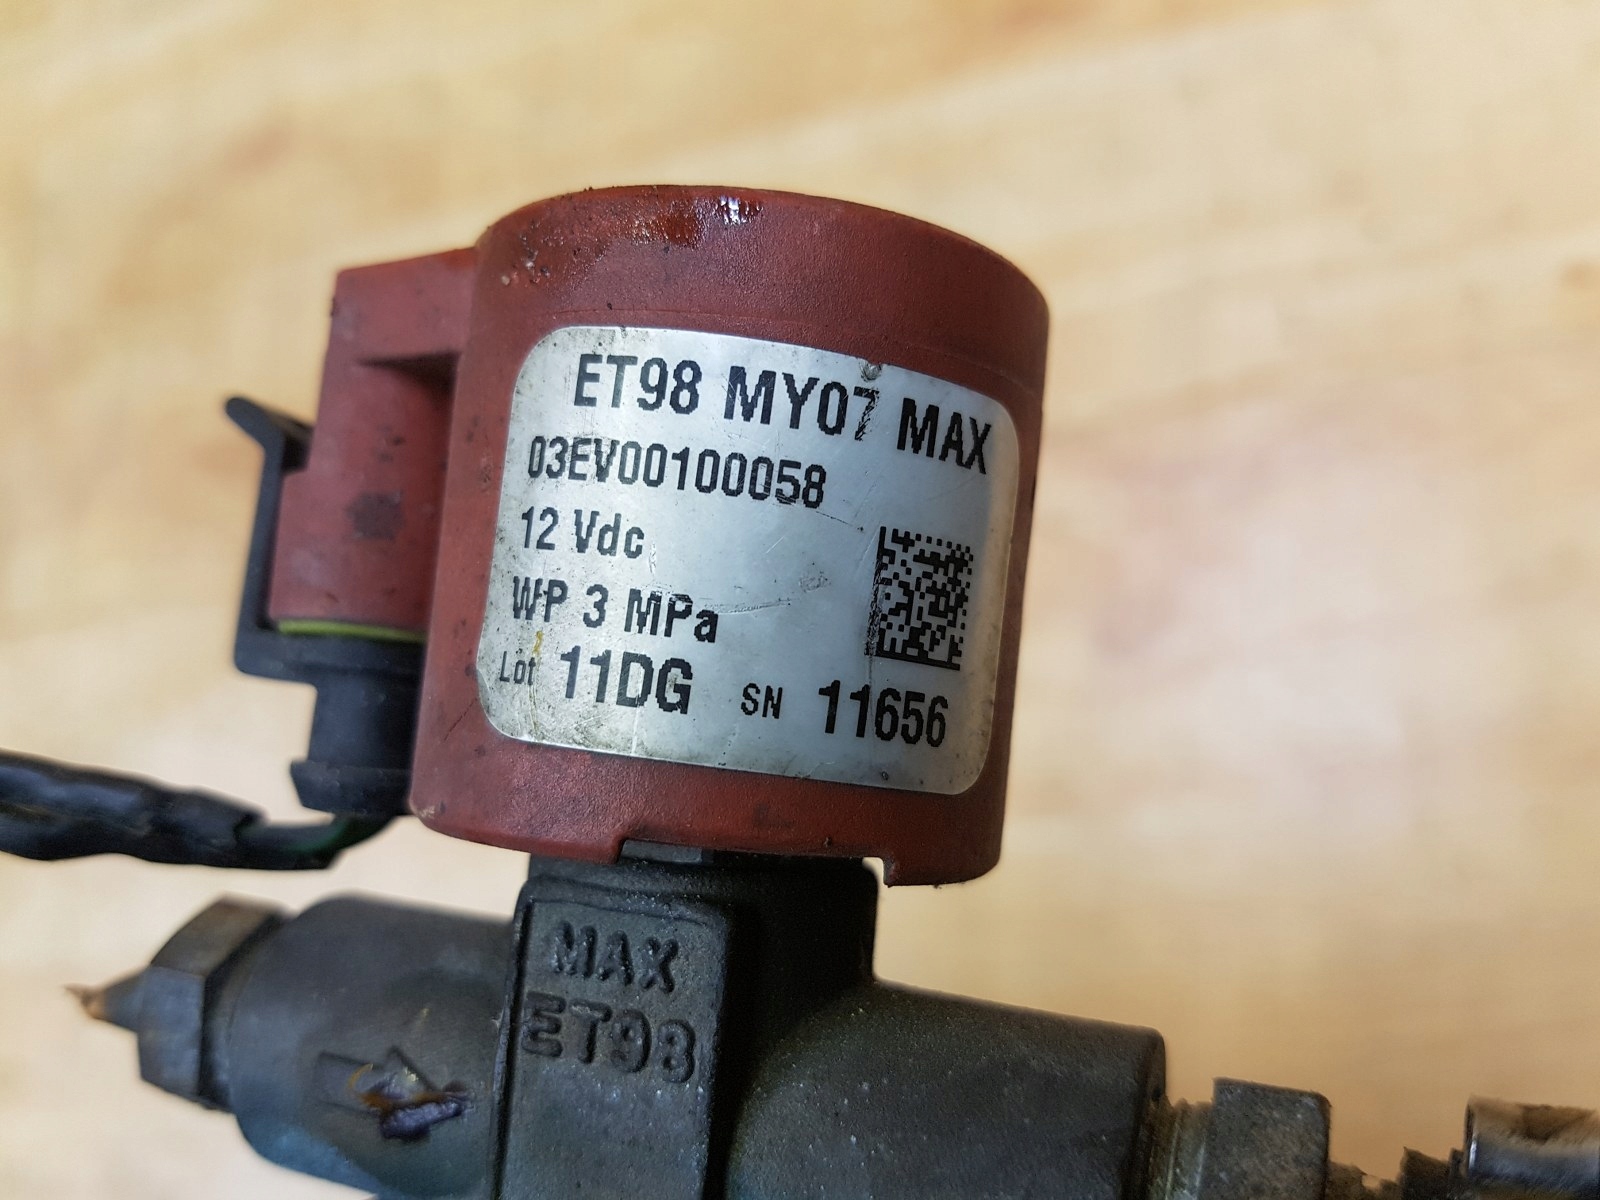 ET98 MY07 MAX
03EV00100058
12 Vdc
WP 3 MPa
Lot 11DG SN 11656
MAX
ET98